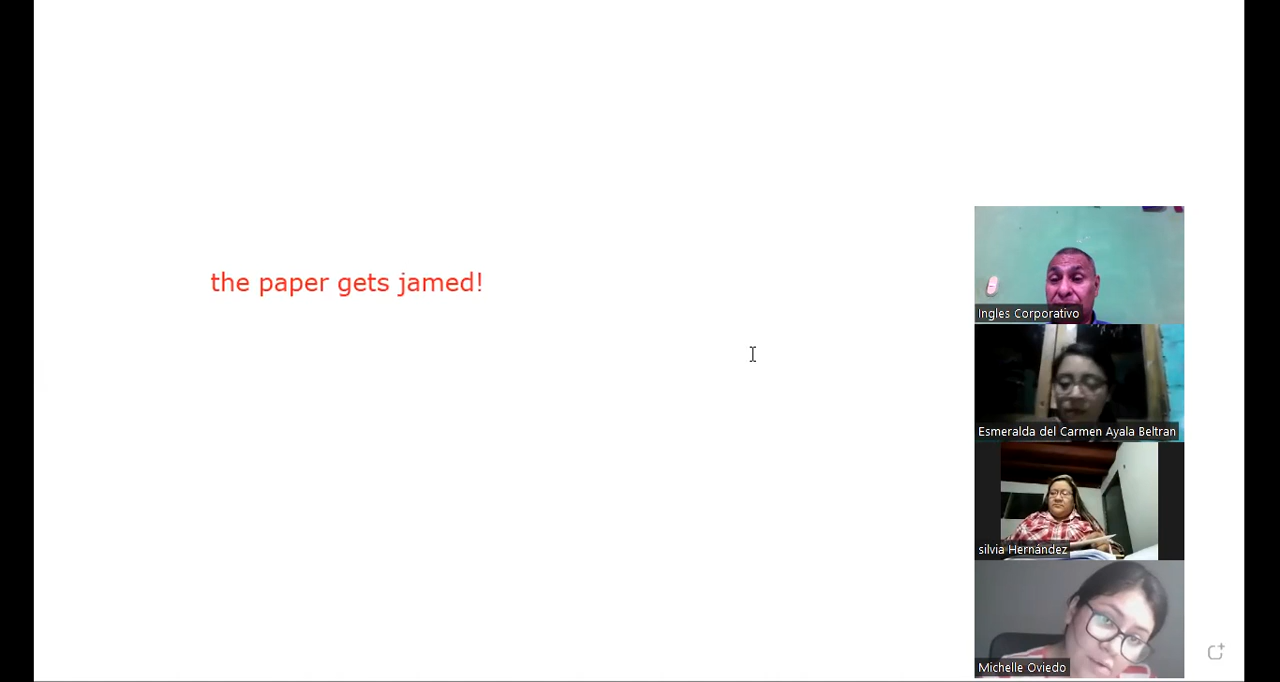 the paper gets jamed!
Ingles Corporativo
Esmeralda del Carmen Ayala Beltran
silvia Hernández
Michelle Oviedo